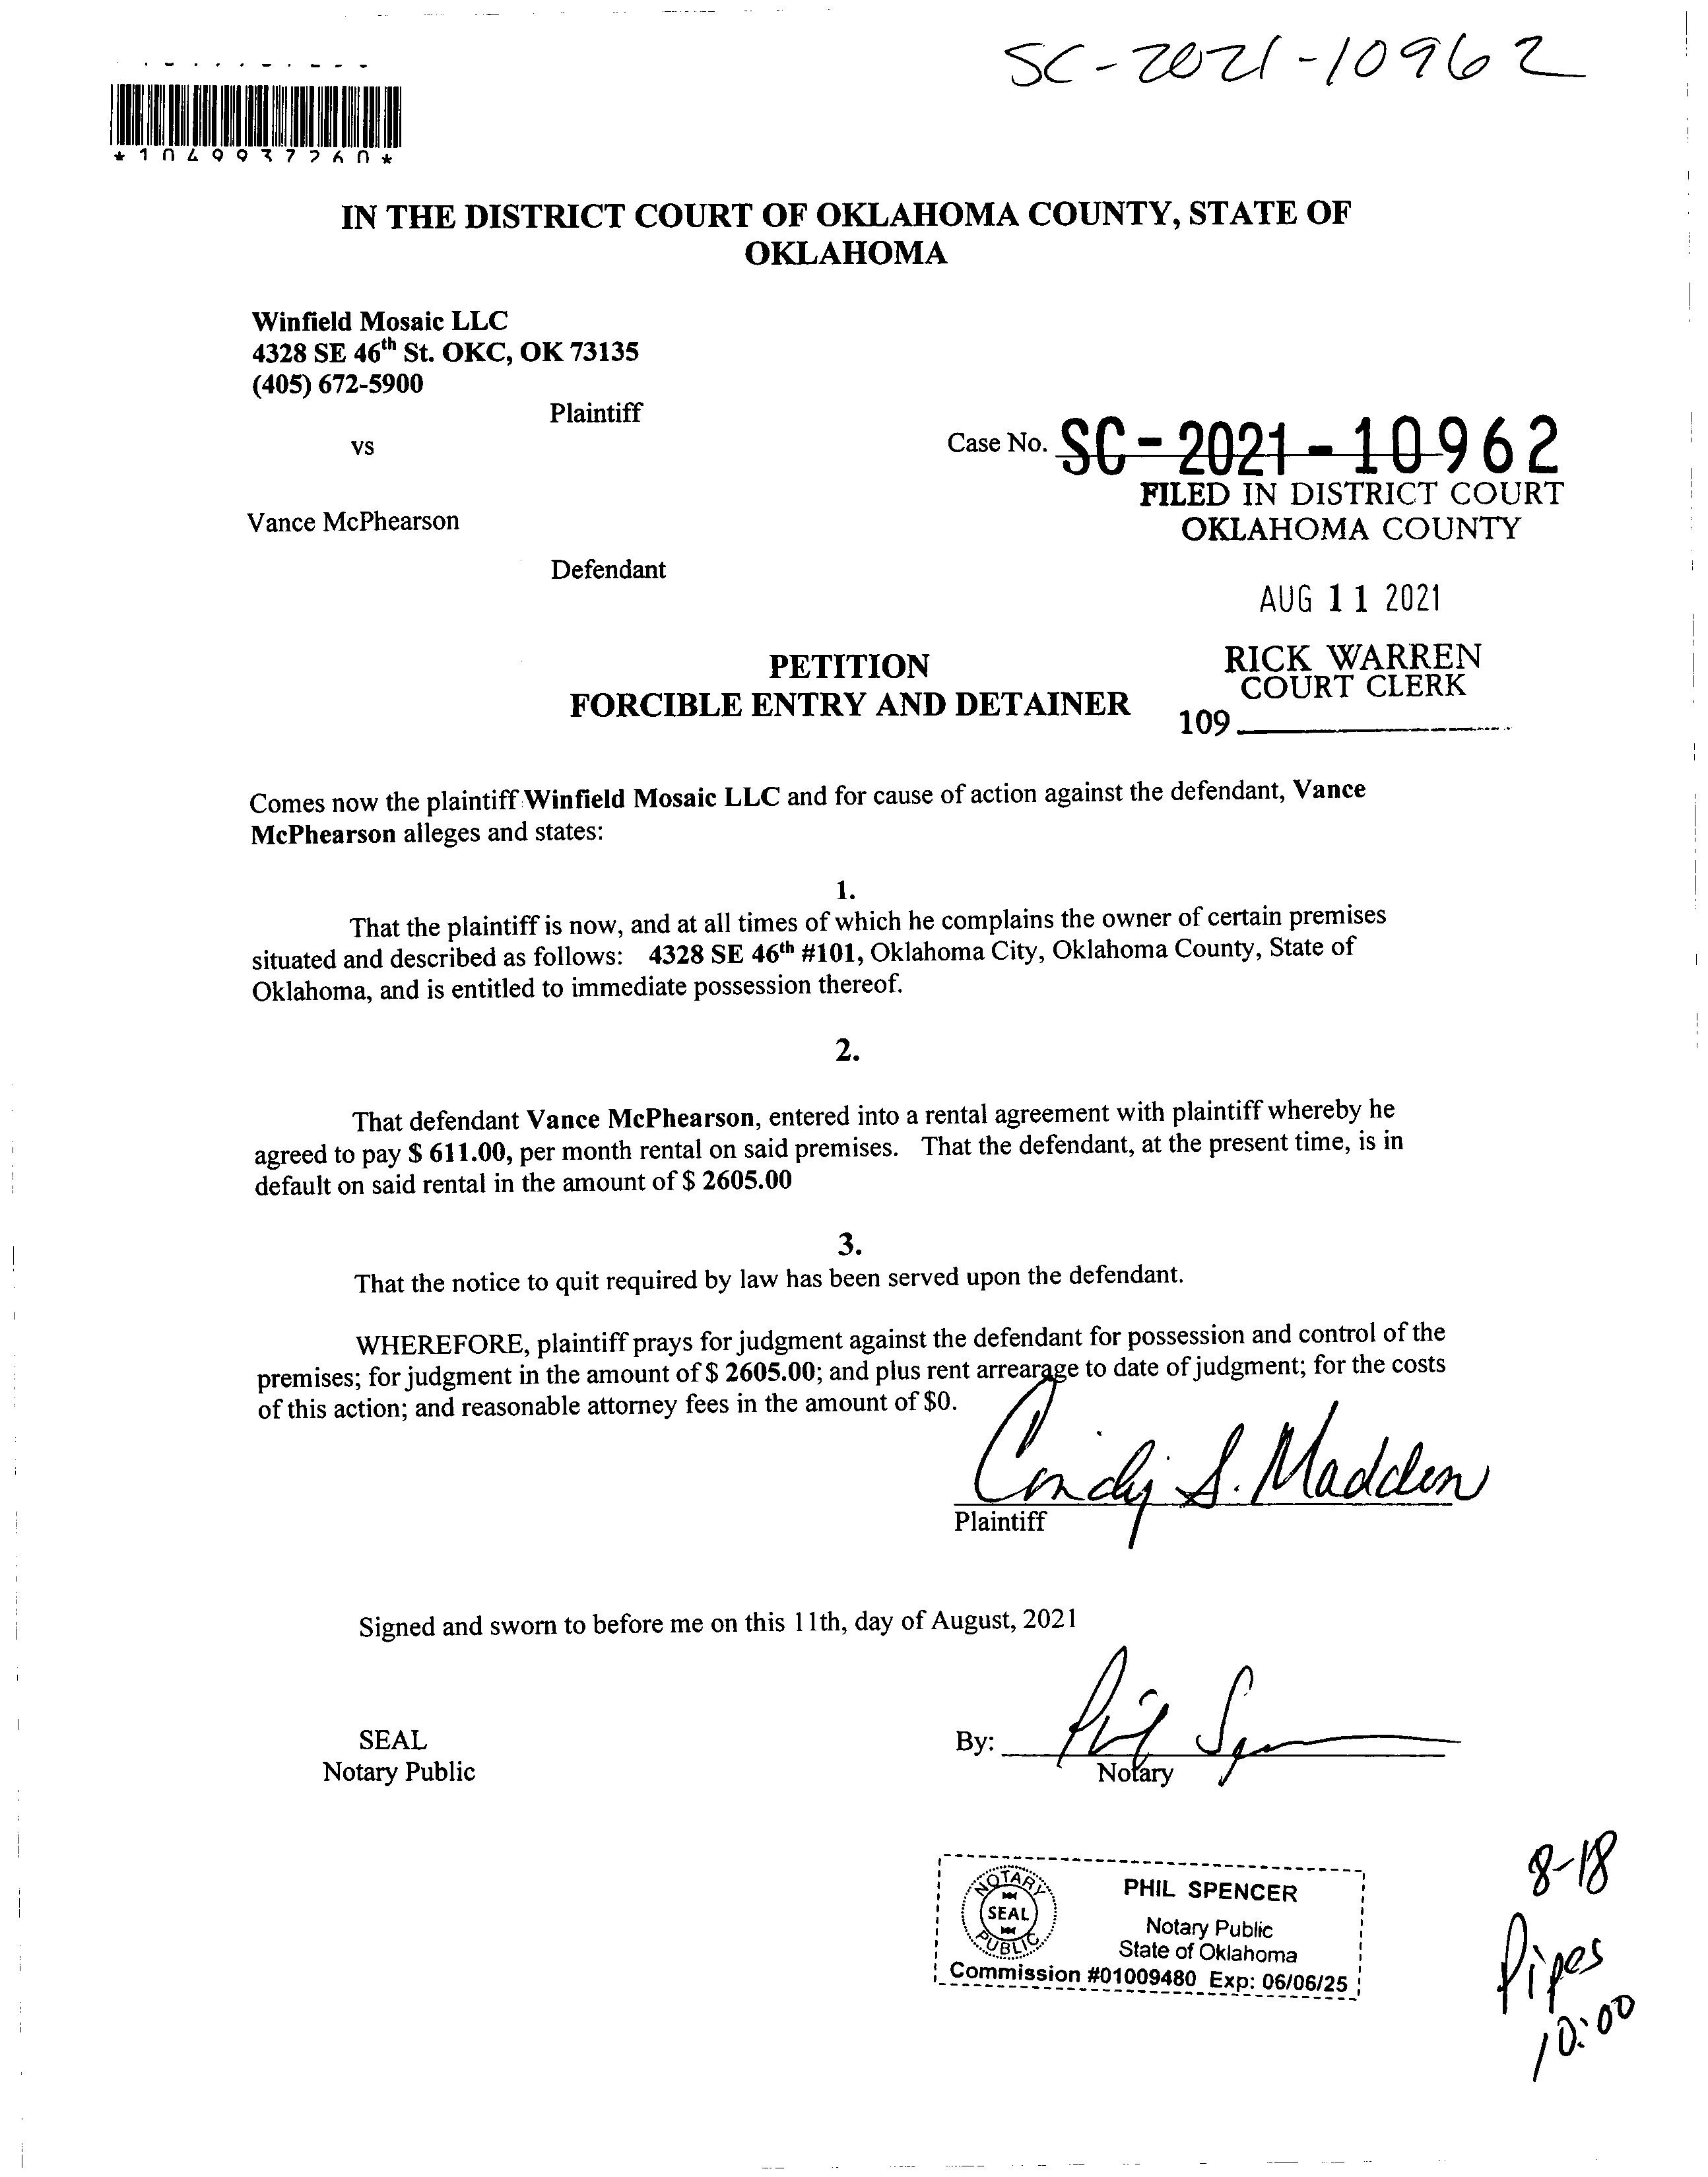 SC-2021-10962
*1049937260*
IN THE DISTRICT COURT OF OKLAHOMA COUNTY, STATE OF
OKLAHOMA
Winfield Mosaic LLC
4328 SE 46th St. OKC, OK 73135
(405) 672-5900
Plaintiff
vs
Case No. SC-2021-10962
FILED IN DISTRICT COURT
OKLAHOMA COUNTY
Vance McPhearson
Defendant
AUG 11 2021
RICK WARREN
COURT CLERK
109
PETITION
FORCIBLE ENTRY AND DETAINER
Comes now the plaintiff Winfield Mosaic LLC and for cause of action against the defendant, Vance
McPhearson alleges and states:
1.
That the plaintiff is now, and at all times of which he complains the owner of certain premises
situated and described as follows: 4328 SE 46th #101, Oklahoma City, Oklahoma County, State of
Oklahoma, and is entitled to immediate possession thereof.
2.
That defendant Vance McPhearson, entered into a rental agreement with plaintiff whereby he
agreed to pay $ 611.00, per month rental on said premises. That the defendant, at the present time, is in
default on said rental in the amount of $ 2605.00
3.
That the notice to quit required by law has been served upon the defendant.
WHEREFORE, plaintiff prays for judgment against the defendant for possession and control of the
premises; for judgment in the amount of $ 2605.00; and plus rent arrearage to date of judgment; for the costs
of this action; and reasonable attorney fees in the amount of $0.
Cindy S. Madden
Plaintiff
Signed and sworn to before me on this 11th, day of August, 2021
SEAL
Notary Public
By: Phil Spencer
Notary
NOTARY
SEAL
PUBLIC
PHIL SPENCER
Notary Public
State of Oklahoma
Commission #01009480 Exp: 06/06/25
8-18
Pipes
10:00